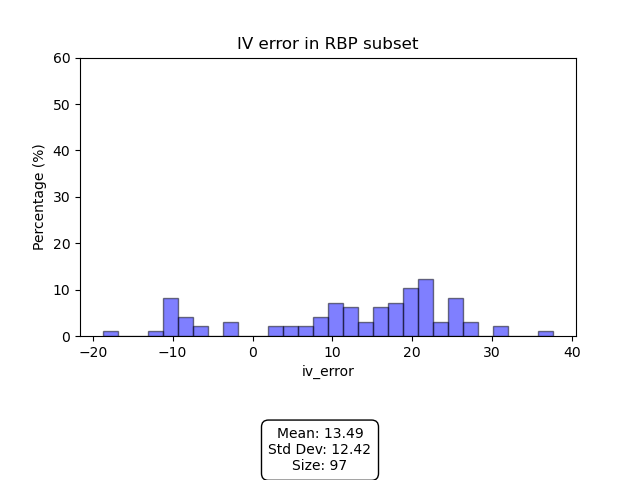 IV error in RBP subset
60
50
40
30
20
10
0
Percentage (%)
−20 −10 0 10 20 30 40
iv_error
Mean: 13.49
Std Dev: 12.42
Size: 97